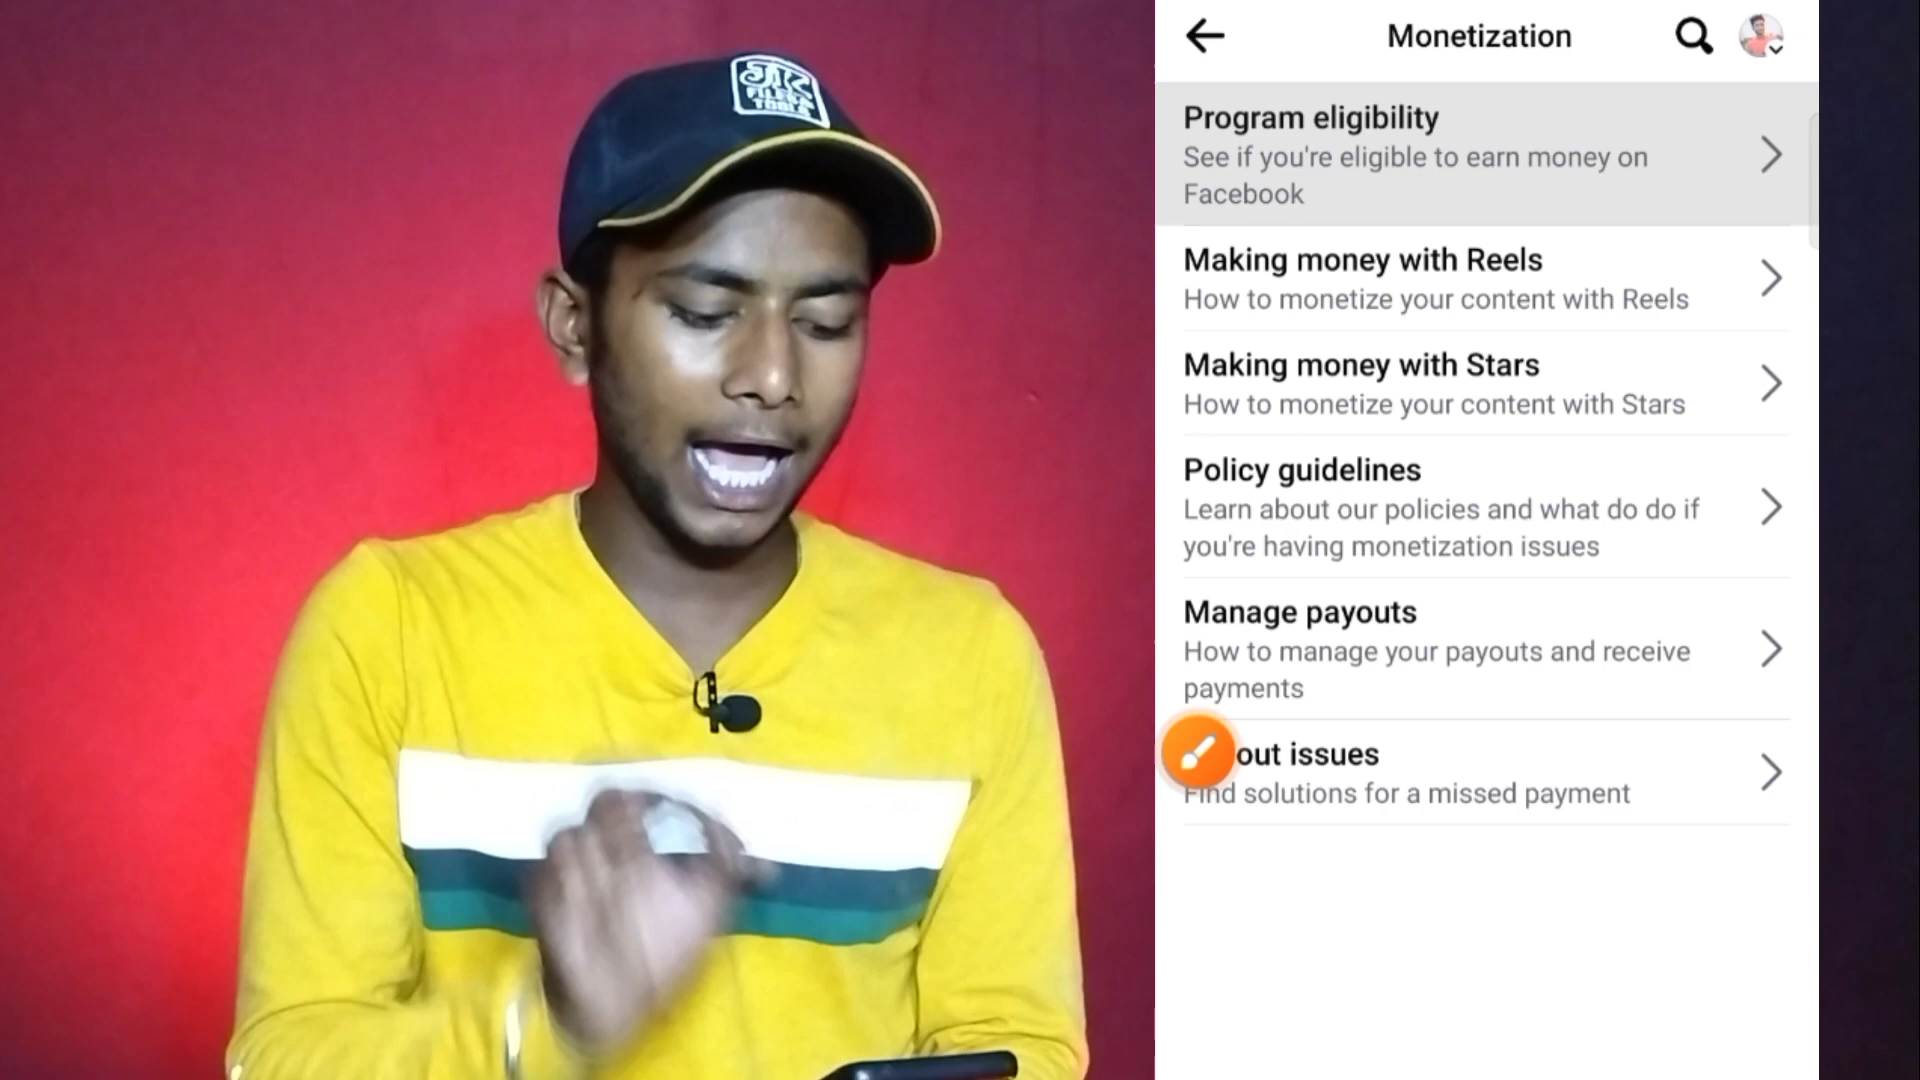 Monetization
Program eligibility
See if you're eligible to earn money on
Facebook
Making money with Reels
How to monetize your content with Reels
Making money with Stars
How to monetize your content with Stars
Policy guidelines
Learn about our policies and what do do if
you're having monetization issues
Manage payouts
How to manage your payouts and receive
payments
out issues
Find solutions for a missed payment